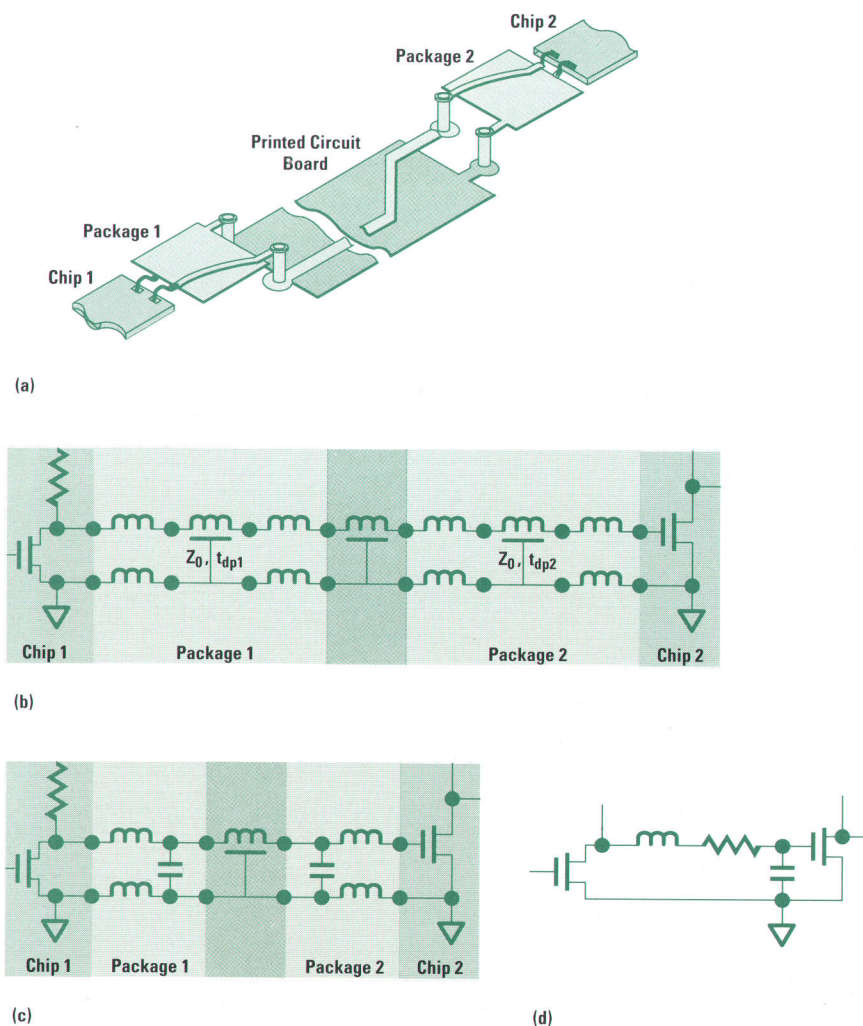 Chip 2
Package 2
Printed Circuit
Board
Package 1
Chip 1
(a)
Z0, tdp1
Z0, tdp2
Chip 1
Package 1
Package 2
Chip 2
(b)
Chip 1
Package 1
Package 2
Chip 2
(c)
(d)